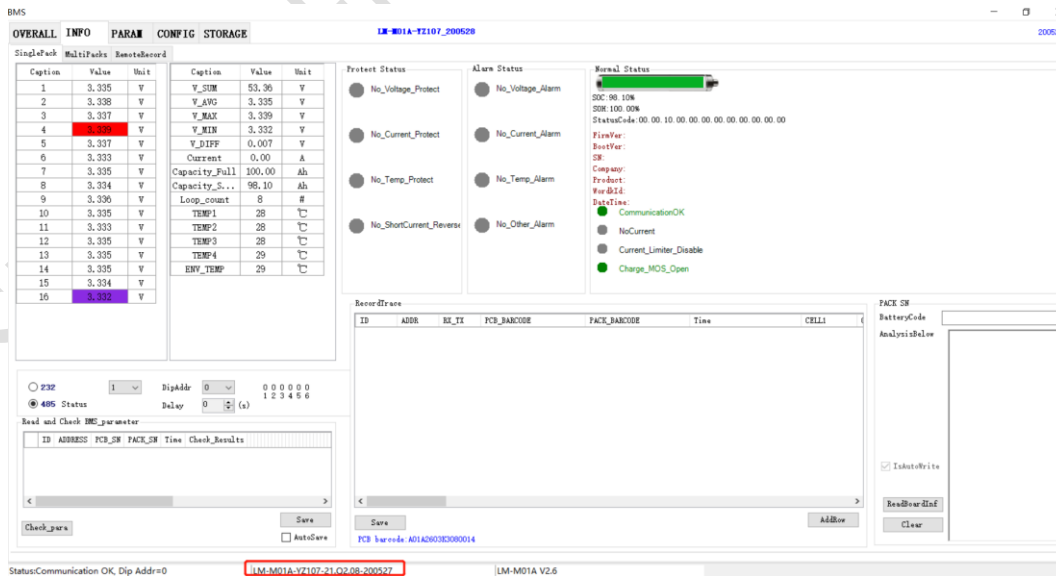 BMS
OVERALL INFO PARAM CONFIG STORAGE
LM-M01A-YZ107_200528
SinglePack MultiPacks RemoteRecord
Caption Value Unit
1 3.335 V
2 3.338 V
3 3.337 V
4 3.339 V
5 3.337 V
6 3.333 V
7 3.335 V
8 3.334 V
9 3.336 V
10 3.335 V
11 3.333 V
12 3.335 V
13 3.335 V
14 3.335 V
15 3.334 V
16 3.332 V
Caption Value Unit
V_SUM 53.36 V
V_AVG 3.335 V
V_MAX 3.339 V
V_MIN 3.332 V
V_DIFF 0.007 V
Current 0.00 A
Capacity_Full 100.00 Ah
Capacity_S... 98.10 Ah
Loop_count 8 #
TEMP1 28 ℃
TEMP2 28 ℃
TEMP3 28 ℃
TEMP4 29 ℃
ENV_TEMP 29 ℃
Protect Status
No_Voltage_Protect
No_Current_Protect
No_Temp_Protect
No_ShortCurrent_Reverse
Alarm Status
No_Voltage_Alarm
No_Current_Alarm
No_Temp_Alarm
No_Other_Alarm
Normal Status
SOC:98.10%
SOH:100.00%
StatusCode:00.00.10.00.00.00.00.00.00.00.00.00
FirmVer:
BootVer:
SN:
Company:
Product:
WordkId:
DateTime:
CommunicationOK
NoCurrent
Current_Limiter_Disable
Charge_MOS_Open
232 1 DipAddr 0 0 0 0 0 0 0
1 2 3 4 5 6
485 Status Delay 0 (s)
Read and Check BMS_parameter
ID ADDRESS PCB_SN PACK_SN Time Check_Results
Check_para
Save
AutoSave
RecordTrace
ID ADDR RX_TX PCB_BARCODE PACK_BARCODE Time CELL1
Save
AddRow
PCB barcode:A01A2603K3080014
PACK SN
BatteryCode
AnalysisBelow
IsAutoWrite
ReadBoardInf
Clear
Status:Communication OK, Dip Addr=0
LM-M01A-YZ107-21.Q2.08-200527
LM-M01A V2.6